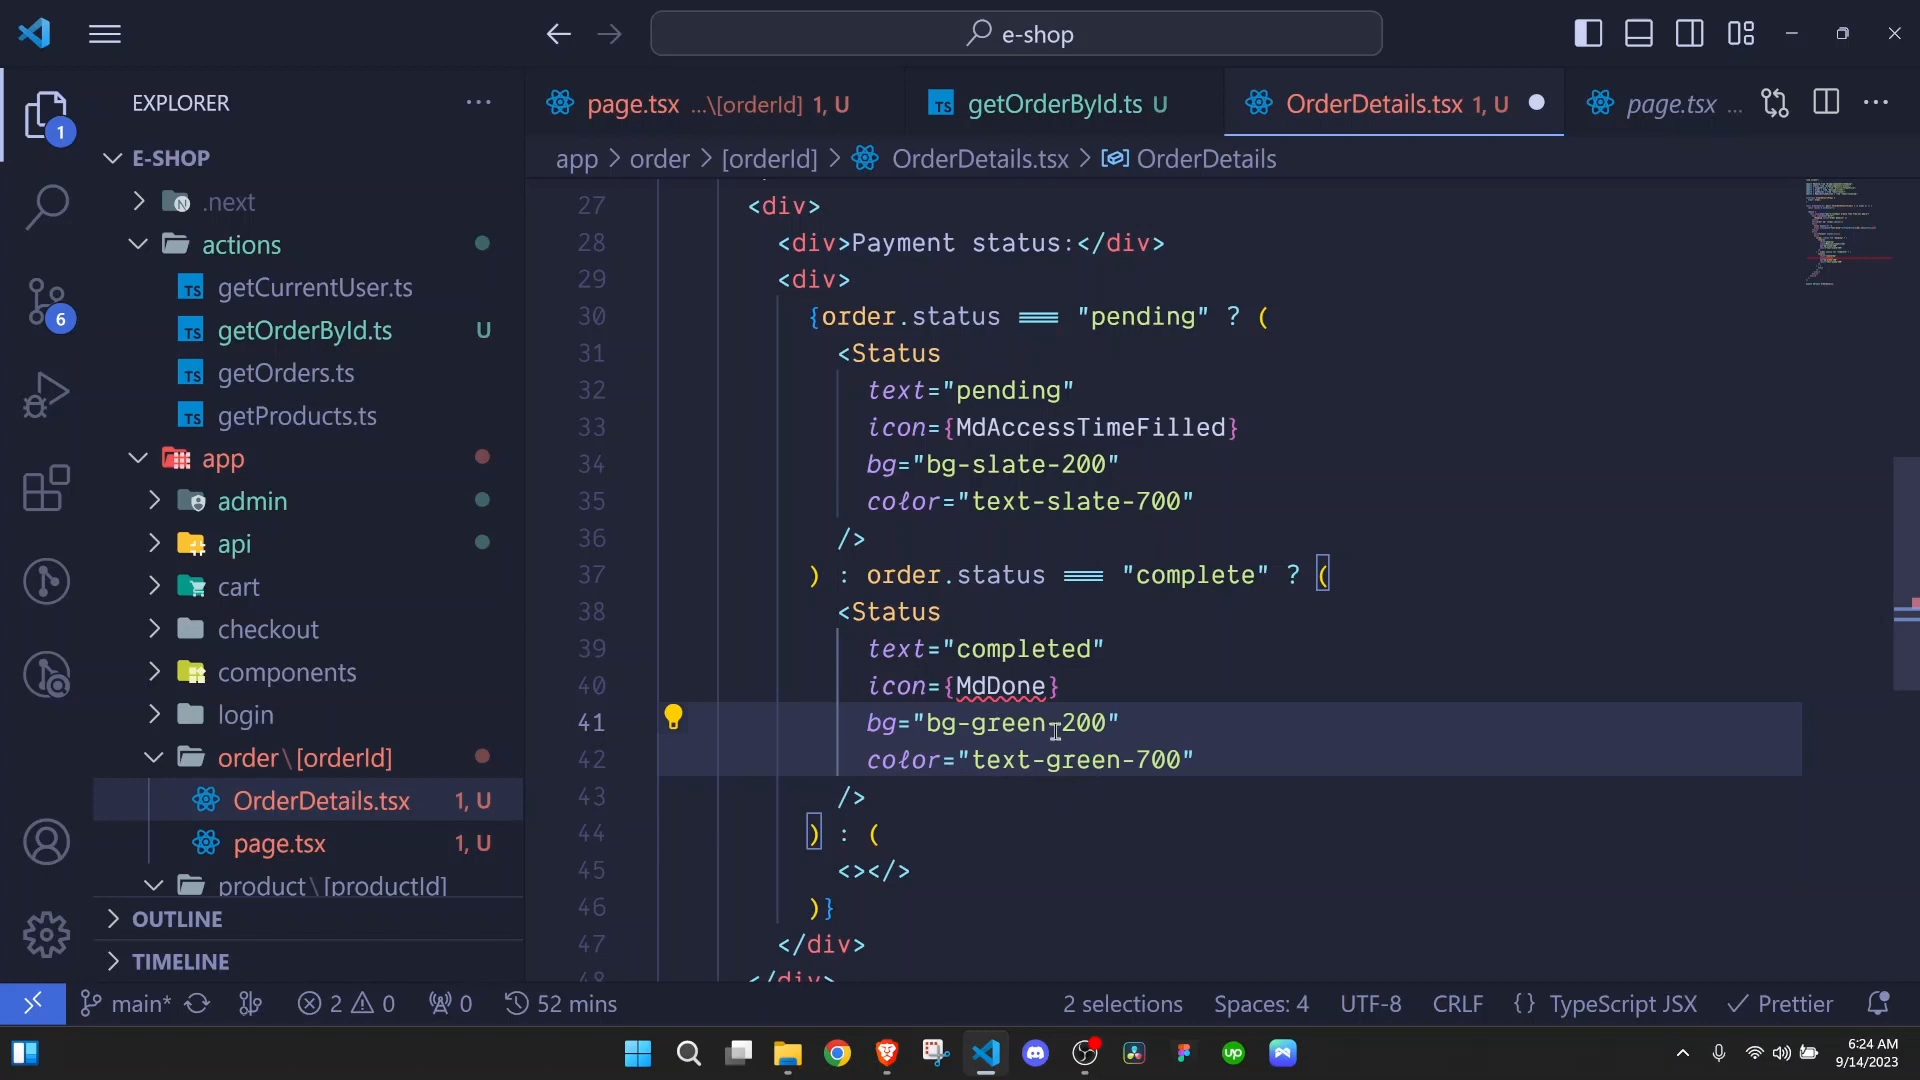 e-shop
EXPLORER
E-SHOP
.next
actions
getCurrentUser.ts
getOrderById.ts U
getOrders.ts
getProducts.ts
app
admin
api
cart
checkout
components
login
order\[orderId]
OrderDetails.tsx 1, U
page.tsx 1, U
product\[productId]
OUTLINE
TIMELINE
1
6
page.tsx ...\[orderId] 1, U
TS getOrderById.ts U
OrderDetails.tsx 1, U
page.tsx ...
app > order > [orderId] > OrderDetails.tsx > OrderDetails
27 <div>
28 <div>Payment status:</div>
29 <div>
30 {order.status === "pending" ? (
31 <Status
32 text="pending"
33 icon={MdAccessTimeFilled}
34 bg="bg-slate-200"
35 color="text-slate-700"
36 />
37 ) : order.status === "complete" ? (
38 <Status
39 text="completed"
40 icon={MdDone}
41 bg="bg-green-200"
42 color="text-green-700"
43 />
44 ) : (
45 <></>
46 )}
47 </div>
48 </div>
main* 2 0 0 52 mins 2 selections Spaces: 4 UTF-8 CRLF {} TypeScript JSX Prettier
up
6:24 AM
9/14/2023